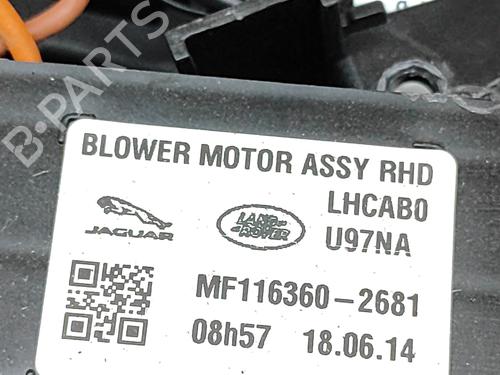 B-PARTS
BLOWER MOTOR ASSY RHD
LHCAB0
JAGUAR
LAND ROVER
U97NA
MF116360-2681
08h57 18.06.14